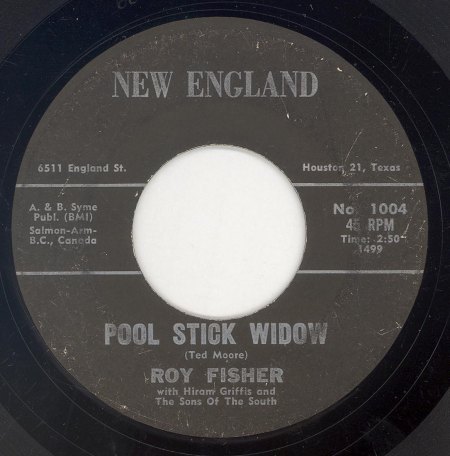 NEW ENGLAND
6511 England St.
Houston 21, Texas
A. & B. Syme
Publ. (BMI)
Salmon-Arm-
B.C., Canada
No. 1004
45 RPM
Time: 2:50
1499
POOL STICK WIDOW
(Ted Moore)
ROY FISHER
with Hiram Griffis and
The Sons Of The South